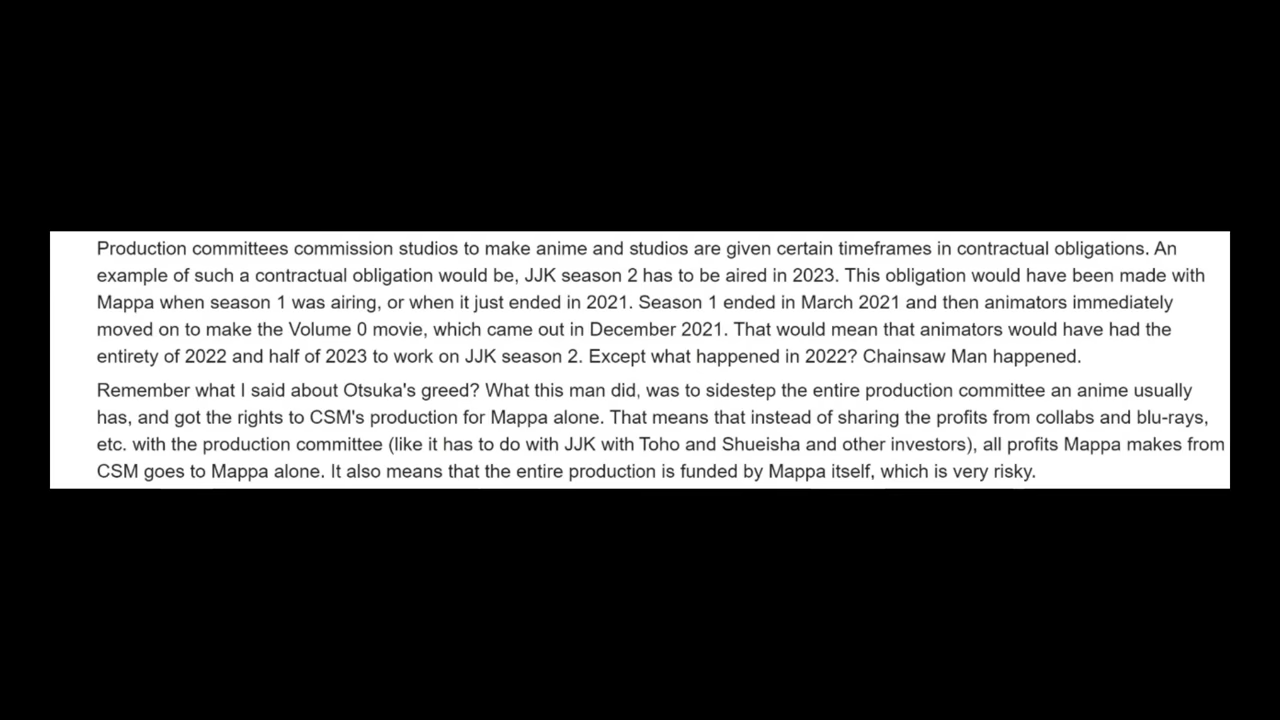 Production committees commission studios to make anime and studios are given certain timeframes in contractual obligations. An
example of such a contractual obligation would be, JJK season 2 has to be aired in 2023. This obligation would have been made with
Mappa when season 1 was airing, or when it just ended in 2021. Season 1 ended in March 2021 and then animators immediately
moved on to make the Volume 0 movie, which came out in December 2021. That would mean that animators would have had the
entirety of 2022 and half of 2023 to work on JJK season 2. Except what happened in 2022? Chainsaw Man happened.
Remember what I said about Otsuka's greed? What this man did, was to sidestep the entire production committee an anime usually
has, and got the rights to CSM's production for Mappa alone. That means that instead of sharing the profits from collabs and blu-rays,
etc. with the production committee (like it has to do with JJK with Toho and Shueisha and other investors), all profits Mappa makes from
CSM goes to Mappa alone. It also means that the entire production is funded by Mappa itself, which is very risky.